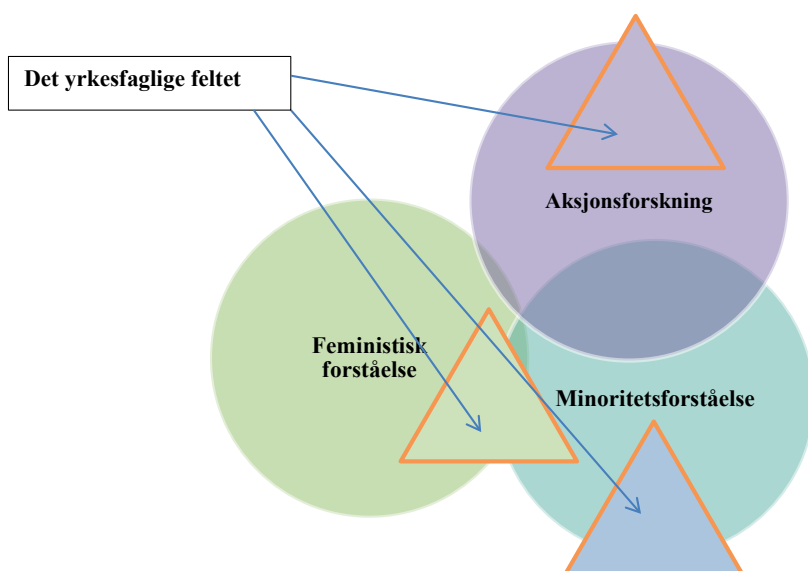 Det yrkesfaglige feltet
Aksjonsforskning
Feministisk
forståelse
Minoritetsforståelse